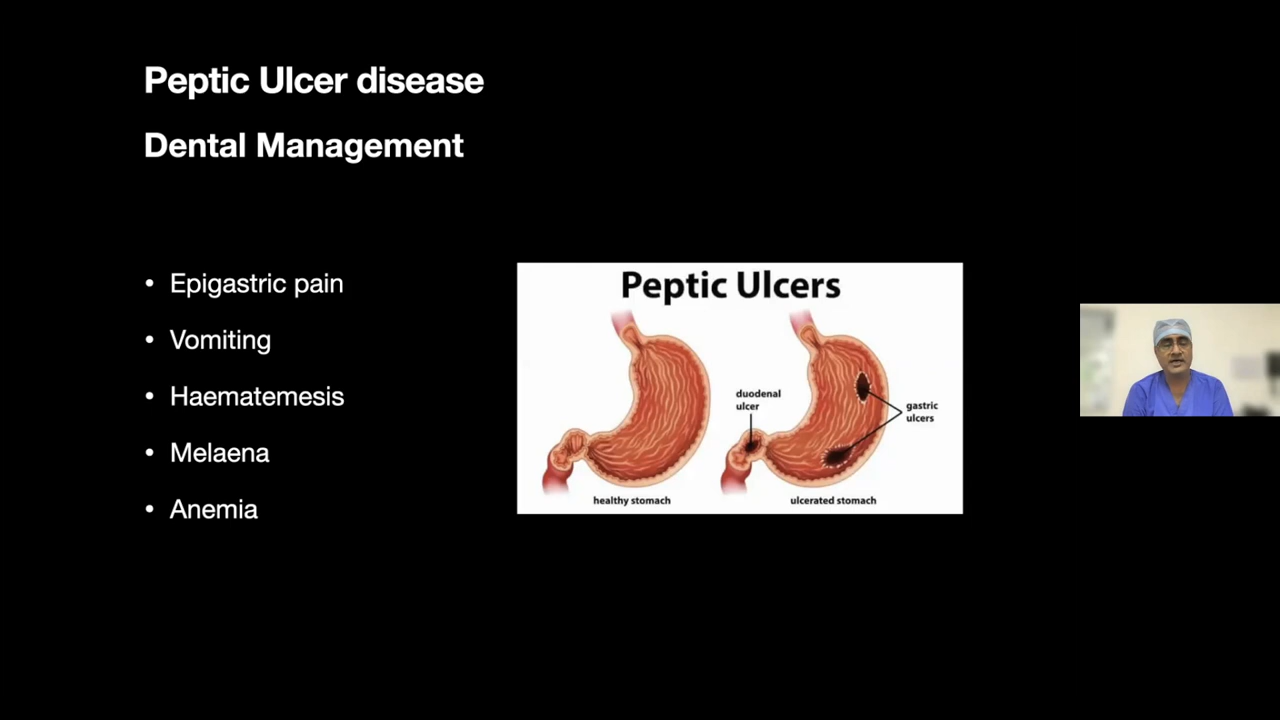 Peptic Ulcer disease
Dental Management
• Epigastric pain
• Vomiting
• Haematemesis
• Melaena
• Anemia
Peptic Ulcers
duodenal
ulcer
gastric
ulcers
healthy stomach
ulcerated stomach